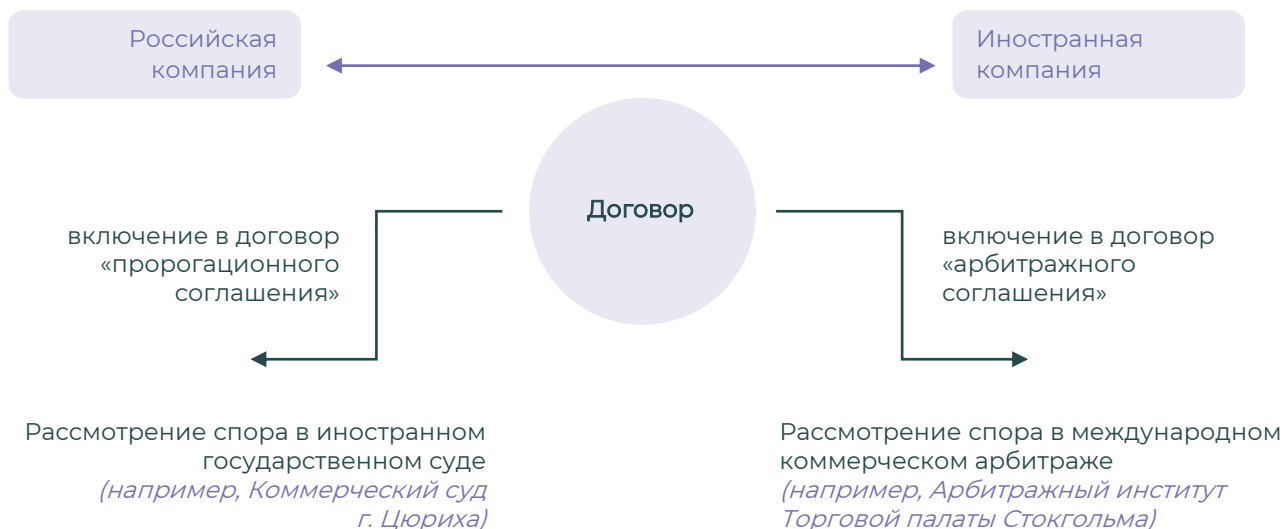 Российская
компания
Иностранная
компания
Договор
включение в договор
«пророгационного
соглашения»
включение в договор
«арбитражного
соглашения»
Рассмотрение спора в иностранном
государственном суде
(например, Коммерческий суд
г. Цюриха)
Рассмотрение спора в международном
коммерческом арбитраже
(например, Арбитражный институт
Торговой палаты Стокгольма)